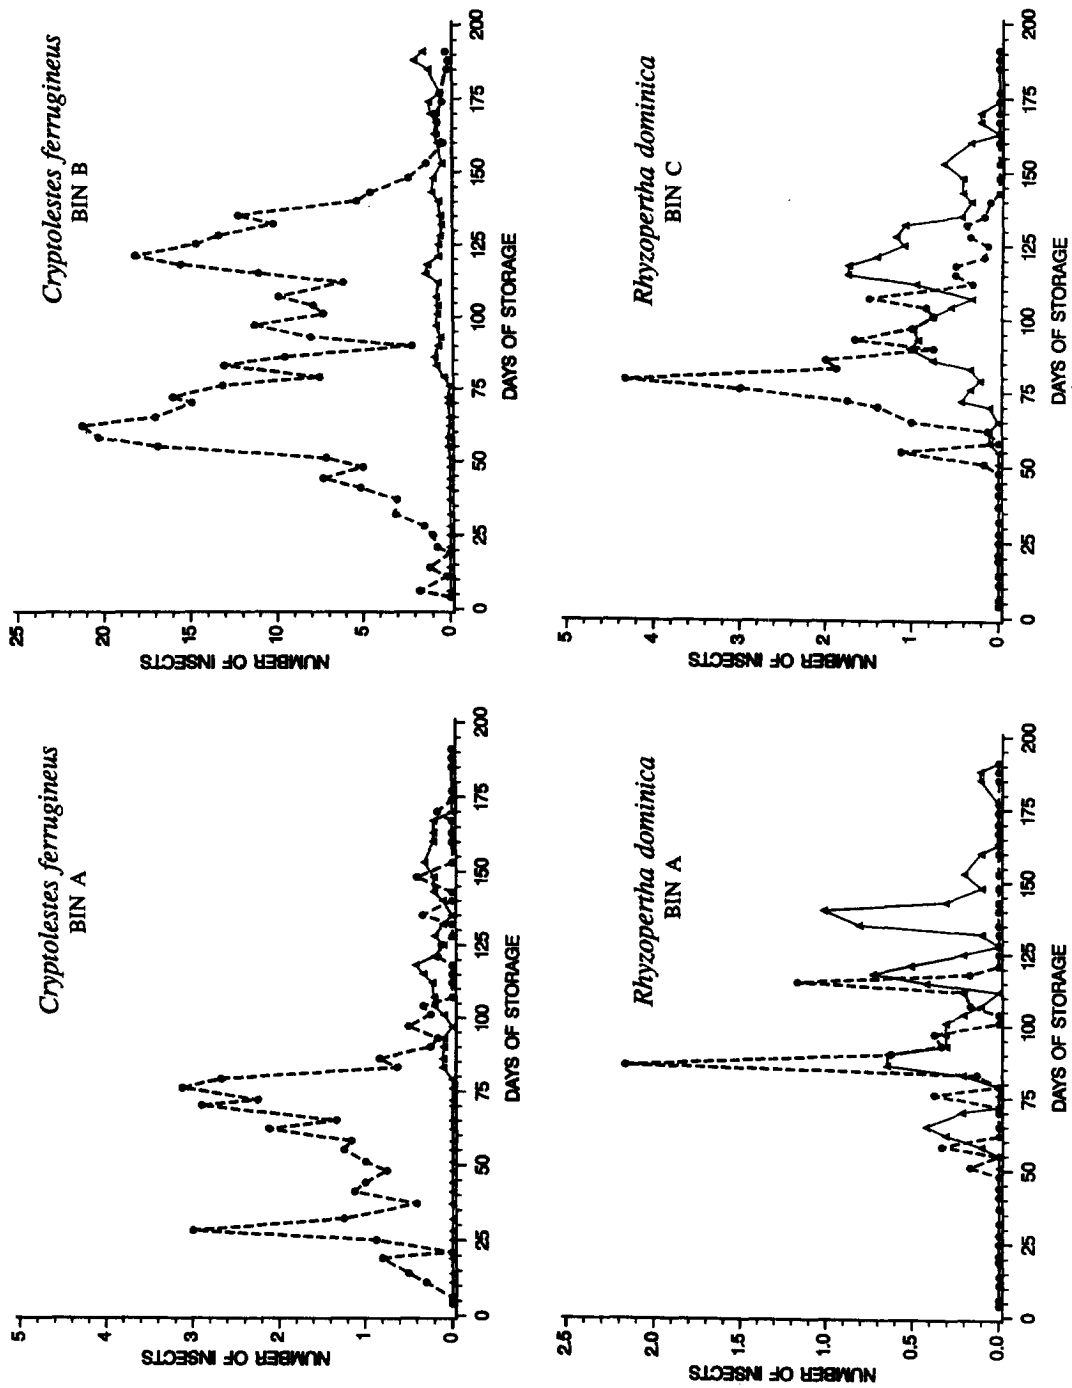 Cryptolestes ferrugineus
BIN A
NUMBER OF INSECTS
5
4
3
2
1
0
0 25 50 75 100 125 150 175 200
DAYS OF STORAGE
Cryptolestes ferrugineus
BIN B
NUMBER OF INSECTS
25
20
15
10
5
0
0 25 50 75 100 125 150 175 200
DAYS OF STORAGE
Rhyzopertha dominica
BIN A
NUMBER OF INSECTS
2.5
2.0
1.5
1.0
0.5
0.0
0 25 50 75 100 125 150 175 200
DAYS OF STORAGE
Rhyzopertha dominica
BIN C
NUMBER OF INSECTS
5
4
3
2
1
0
0 25 50 75 100 125 150 175 200
DAYS OF STORAGE